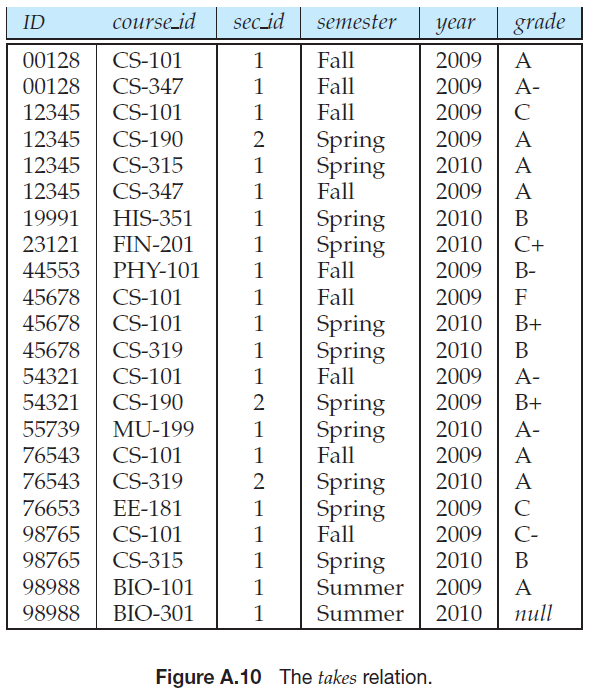 ID course_id sec_id semester year grade
00128 CS-101 1 Fall 2009 A
00128 CS-347 1 Fall 2009 A-
12345 CS-101 1 Fall 2009 C
12345 CS-190 2 Spring 2009 A
12345 CS-315 1 Spring 2010 A
12345 CS-347 1 Fall 2009 A
19991 HIS-351 1 Spring 2010 B
23121 FIN-201 1 Spring 2010 C+
44553 PHY-101 1 Fall 2009 B-
45678 CS-101 1 Fall 2009 F
45678 CS-101 1 Spring 2010 B+
45678 CS-319 1 Spring 2010 B
54321 CS-101 1 Fall 2009 A-
54321 CS-190 2 Spring 2009 B+
55739 MU-199 1 Spring 2010 A-
76543 CS-101 1 Fall 2009 A
76543 CS-319 2 Spring 2010 A
76653 EE-181 1 Spring 2009 C
98765 CS-101 1 Fall 2009 C-
98765 CS-315 1 Spring 2010 B
98988 BIO-101 1 Summer 2009 A
98988 BIO-301 1 Summer 2010 null
Figure A.10 The takes relation.